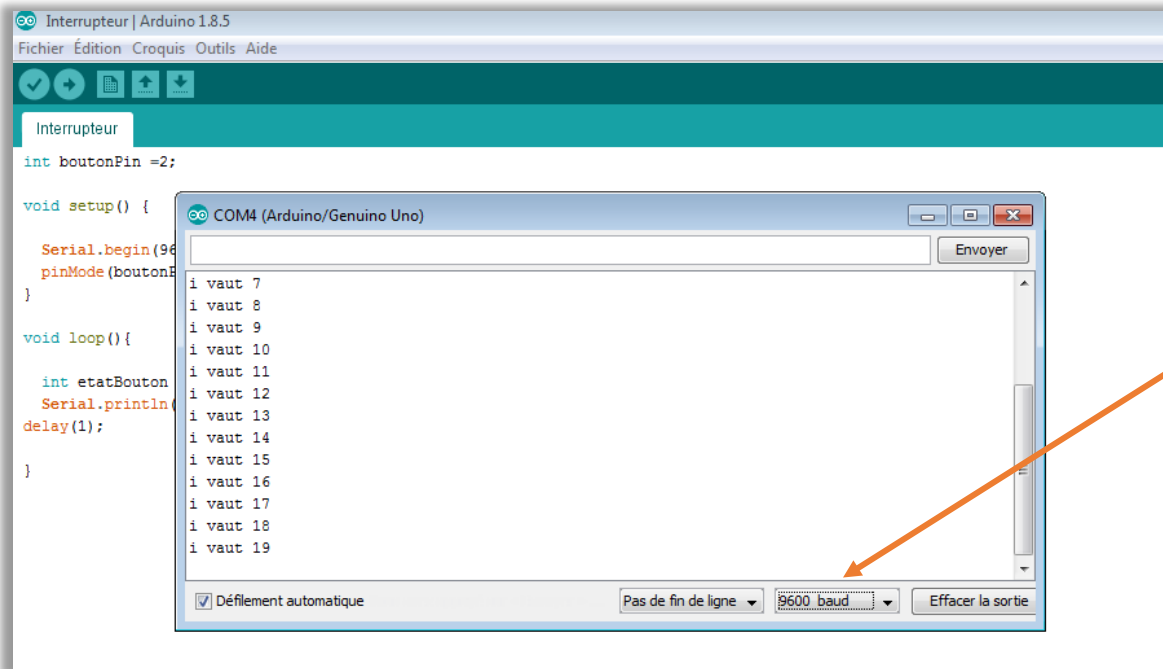 Interrupteur | Arduino 1.8.5
Fichier Édition Croquis Outils Aide
Interrupteur
int boutonPin =2;
void setup() {
Serial.begin(96
pinMode(boutonP
}
void loop(){
int etatBouton
Serial.println(
delay(1);
}
COM4 (Arduino/Genuino Uno)
Envoyer
i vaut 7
i vaut 8
i vaut 9
i vaut 10
i vaut 11
i vaut 12
i vaut 13
i vaut 14
i vaut 15
i vaut 16
i vaut 17
i vaut 18
i vaut 19
Défilement automatique
Pas de fin de ligne
9600 baud
Effacer la sortie